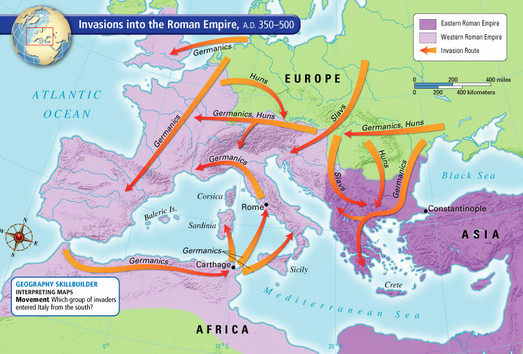 Invasions into the Roman Empire, A.D. 350–500
Eastern Roman Empire
Western Roman Empire
Invasion Route
0 200 400 miles
0 200 400 kilometers
Germanics
EUROPE
Huns
ATLANTIC
OCEAN
Slavs
Germanics, Huns
Germanics, Huns
Germanics
Germanics
Slavs
Huns
Germanics
Black Sea
Corsica
Rome
Constantinople
Balearic Is.
Sardinia
ASIA
Germanics
Germanics
Carthage
Sicily
Crete
Mediterranean Sea
AFRICA
N
W
E
S
GEOGRAPHY SKILLBUILDER
INTERPRETING MAPS
Movement Which group of invaders
entered Italy from the south?